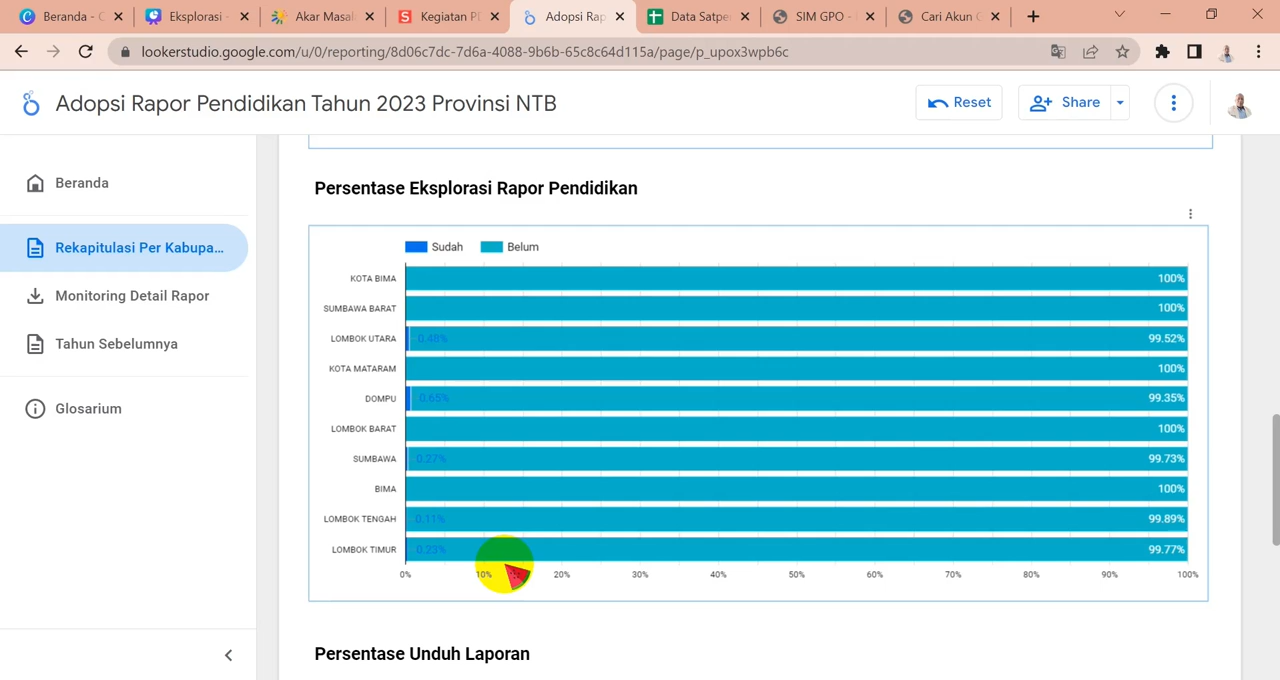 Beranda - C
Eksplorasi -
Akar Masal
Kegiatan Pl
Adopsi Rap
Data Satpe
SIM GPO -
Cari Akun
lookerstudio.google.com/u/0/reporting/8d06c7dc-7d6a-4088-9b6b-65c8c64d115a/page/p_upox3wpb6c
Adopsi Rapor Pendidikan Tahun 2023 Provinsi NTB
Reset
Share
Beranda
Rekapitulasi Per Kabupa...
Monitoring Detail Rapor
Tahun Sebelumnya
Glosarium
Persentase Eksplorasi Rapor Pendidikan
Sudah Belum
KOTA BIMA 100%
SUMBAWA BARAT 100%
LOMBOK UTARA 0.48% 99.52%
KOTA MATARAM 100%
DOMPU 0.65% 99.35%
LOMBOK BARAT 100%
SUMBAWA 0.27% 99.73%
BIMA 100%
LOMBOK TENGAH 0.11% 99.89%
LOMBOK TIMUR 0.23% 99.77%
0% 10% 20% 30% 40% 50% 60% 70% 80% 90% 100%
Persentase Unduh Laporan